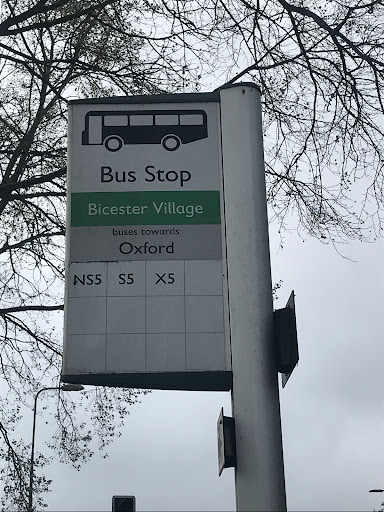 Bus Stop
Bicester Village
buses towards
Oxford
NS5 S5 X5